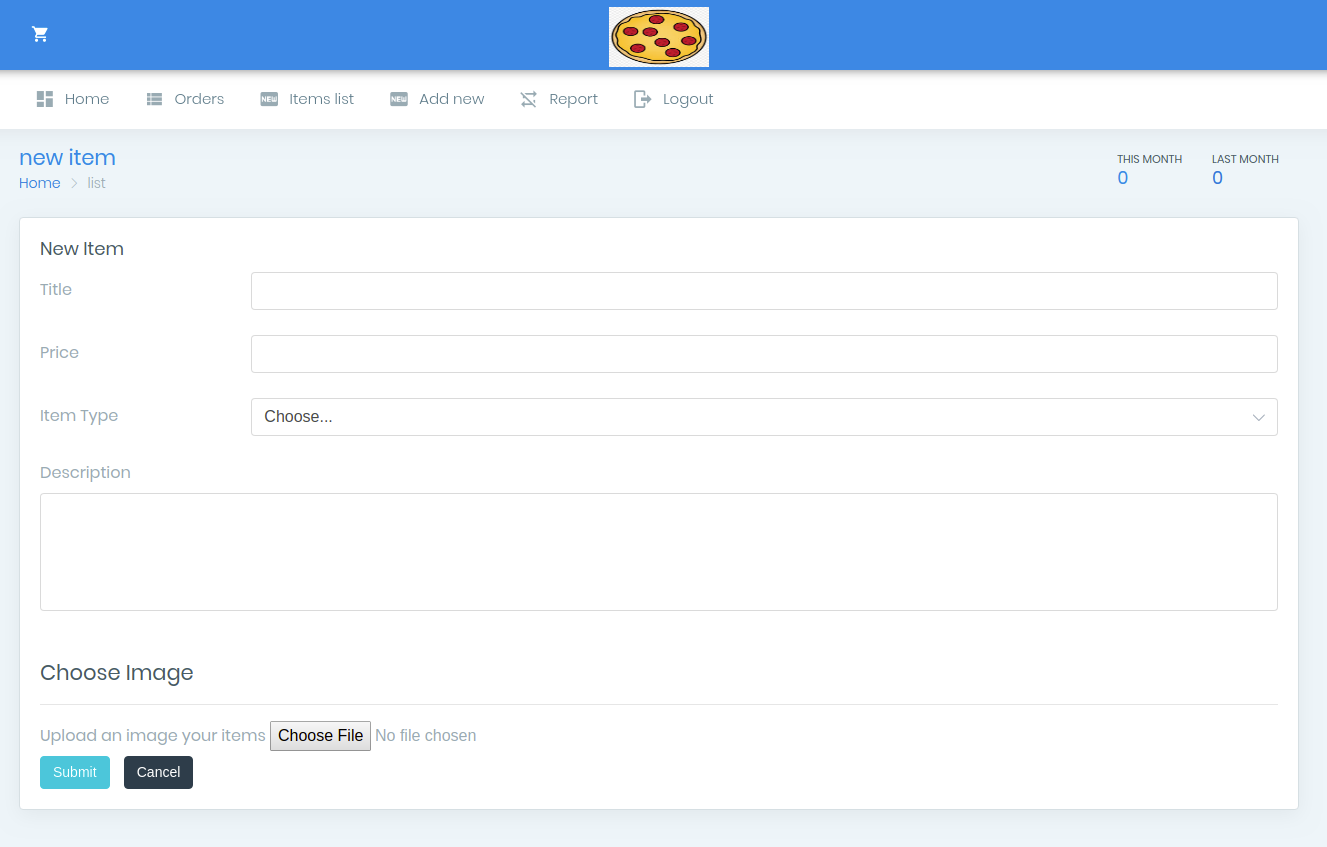 Home Orders NEW Items list NEW Add new Report Logout
new item
Home list
THIS MONTH LAST MONTH
0 0
New Item
Title
Price
Item Type Choose...
Description
Choose Image
Upload an image your items Choose File No file chosen
Submit Cancel